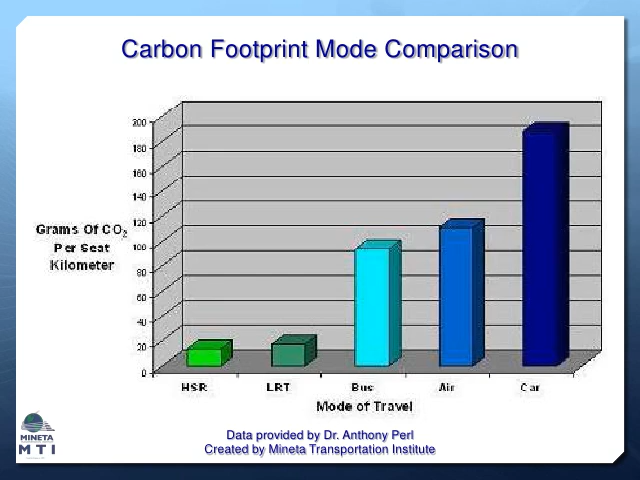 Carbon Footprint Mode Comparison
200
180
160
140
120
100
80
60
40
20
0
Grams Of CO2
Per Seat
Kilometer
HSR LRT Bus Air Car
Mode of Travel
MINETA
MTI
Data provided by Dr. Anthony Perl
Created by Mineta Transportation Institute